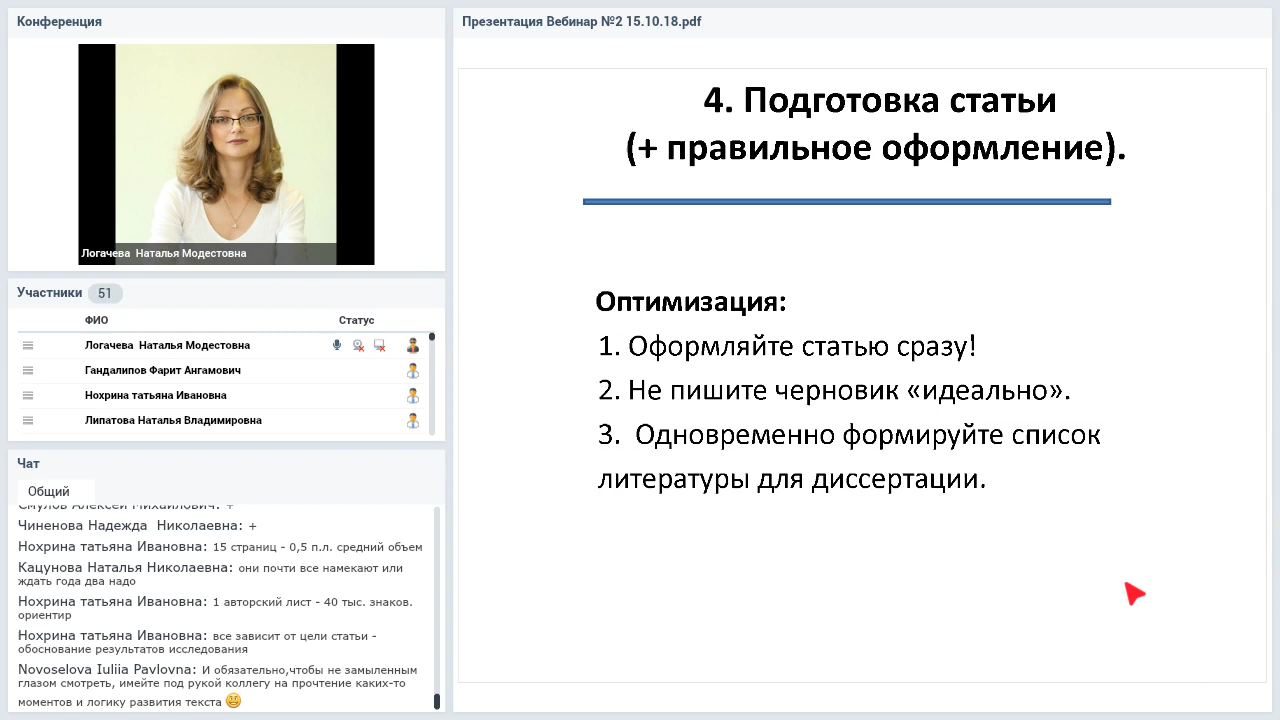 Конференция
Логачева  Наталья Модестовна
Участники 51
ФИО Статус
Логачева  Наталья Модестовна
Гандалипов Фарит Ангамович
Нохрина татьяна Ивановна
Липатова Наталья Владимировна
Чат
Общий
Смулов Алексей Михайлович: +
Чиненова Надежда  Николаевна: +
Нохрина татьяна Ивановна: 15 страниц - 0,5 п.л. средний объем
Кацунова Наталья Николаевна: они почти все намекают или
ждать года два надо
Нохрина татьяна Ивановна: 1 авторский лист - 40 тыс. знаков.
ориентир
Нохрина татьяна Ивановна: все зависит от цели статьи -
обоснование результатов исследования
Novoselova Iuliia Pavlovna: И обязательно,чтобы не замыленным
глазом смотреть, имейте под рукой коллегу на прочтение каких-то
моментов и логику развития текста
Презентация Вебинар №2 15.10.18.pdf
4. Подготовка статьи
(+ правильное оформление).
Оптимизация:
1. Оформляйте статью сразу!
2. Не пишите черновик «идеально».
3.  Одновременно формируйте список
литературы для диссертации.